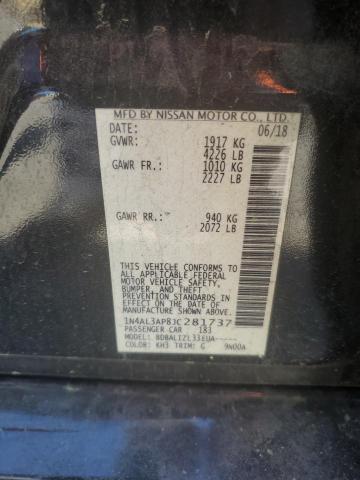 MFD BY NISSAN MOTOR CO., LTD.
DATE: 06/18
GVWR: 1917 KG
4226 LB
GAWR FR.: 1010 KG
2227 LB
GAWR RR.: 940 KG
2072 LB
THIS VEHICLE CONFORMS TO
ALL APPLICABLE FEDERAL
MOTOR VEHICLE SAFETY,
BUMPER, AND THEFT
PREVENTION STANDARDS
IN EFFECT ON THE DATE OF
MANUFACTURE SHOWN ABOVE.
1N4AL3AP8JC281737
PASSENGER CAR 183
MODEL: BDBALIZL33EUA-----
COLOR: KH3 TRIM: G 9N00A